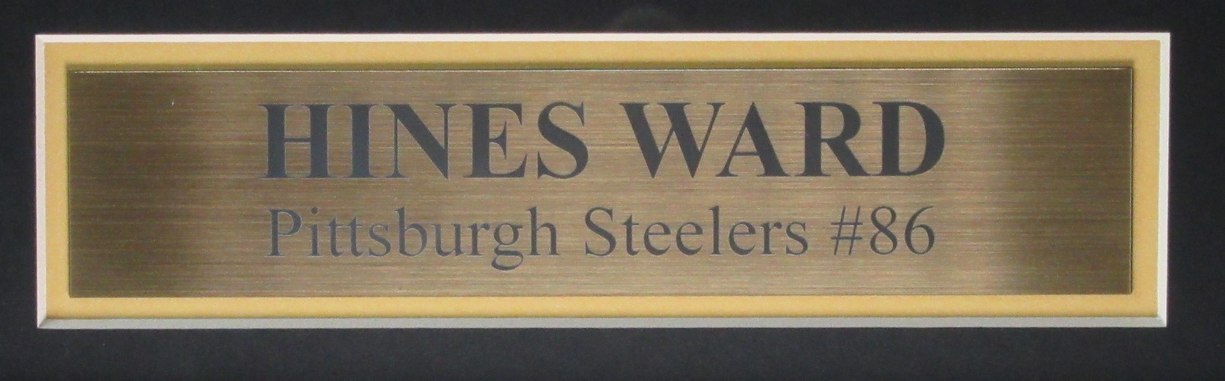 HINES WARD
Pittsburgh Steelers #86